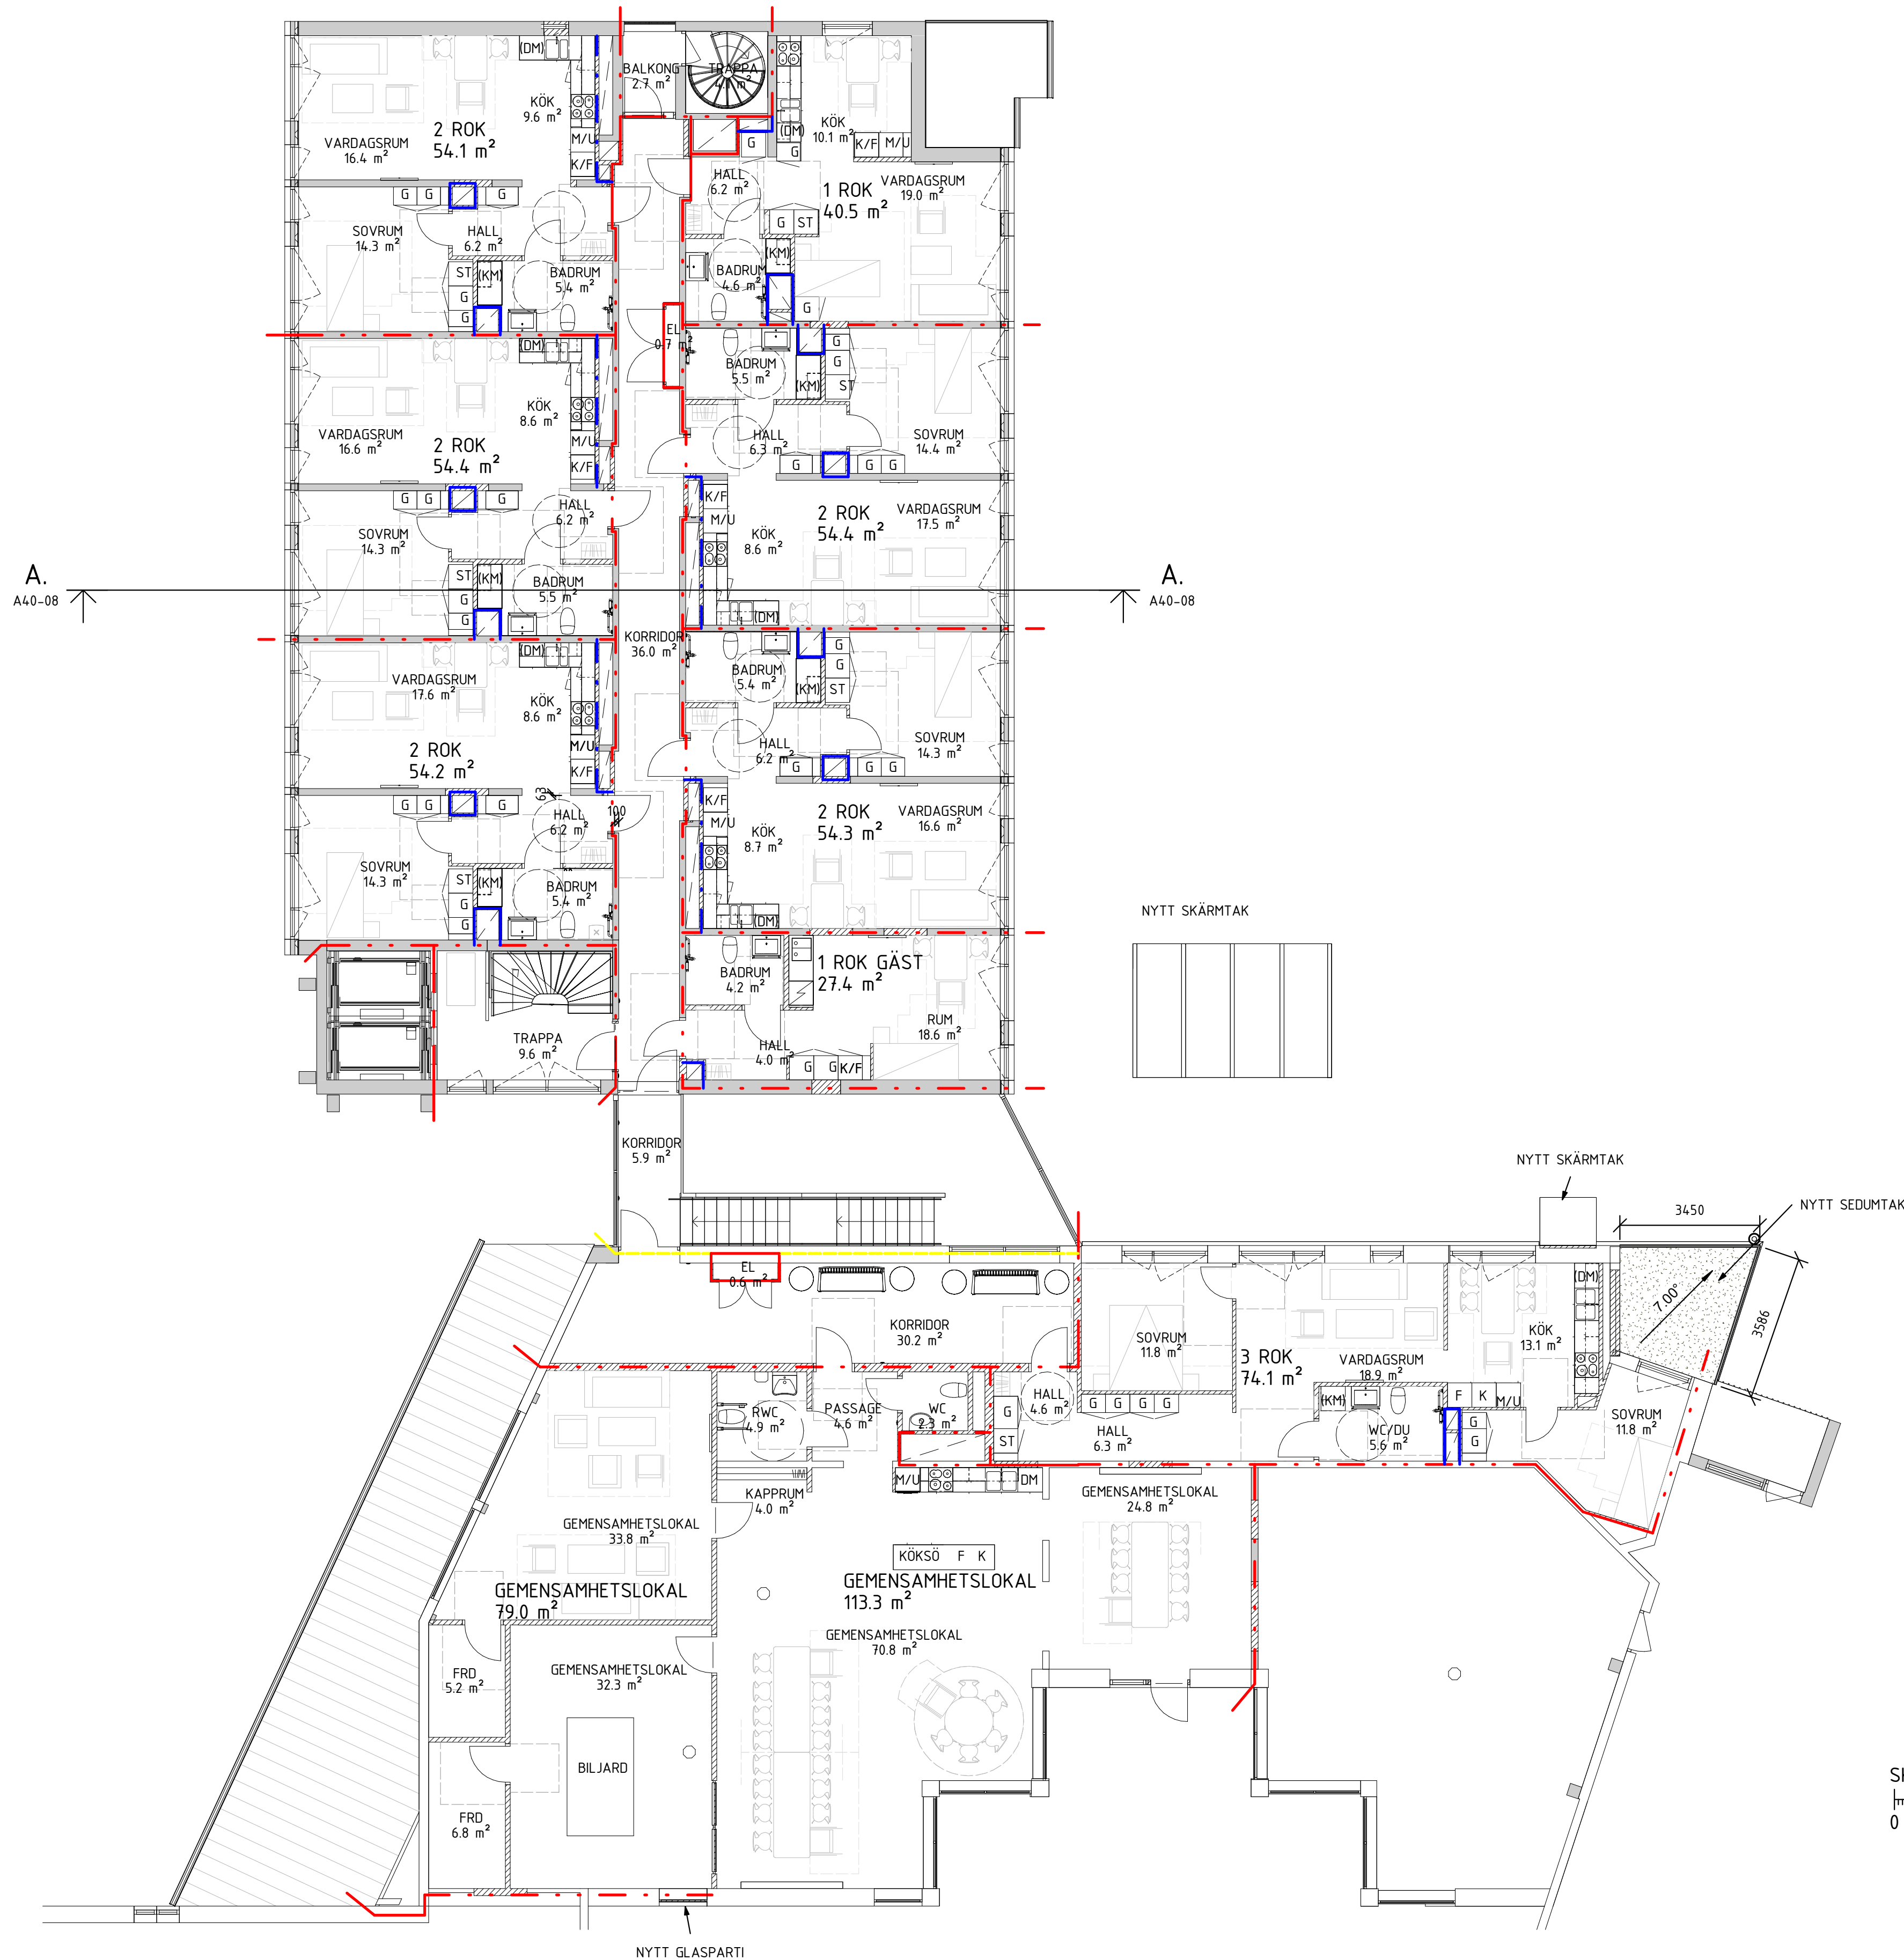 BALKONG
2.7 m²
TRAPPA
4.1 m²
(DM)
KÖK
9.6 m²
M/U
K/F
VARDAGSRUM
16.4 m²
2 ROK
54.1 m²
G G G
SOVRUM
14.3 m²
HALL
6.2 m²
ST
(KM)
G
G
BADRUM
5.4 m²
KÖK
10.1 m²
(DM)
G
G
K/F M/U
HALL
6.2 m²
1 ROK
40.5 m²
VARDAGSRUM
19.0 m²
G ST
(KM)
BADRUM
4.6 m²
G
EL
0.7 m²
(DM)
KÖK
8.6 m²
M/U
K/F
VARDAGSRUM
16.6 m²
2 ROK
54.4 m²
G G G
HALL
6.2 m²
SOVRUM
14.3 m²
ST
(KM)
G
G
BADRUM
5.5 m²
BADRUM
5.5 m²
(KM)
G
G
ST
HALL
6.3 m²
SOVRUM
14.4 m²
G G G
K/F
M/U
KÖK
8.6 m²
2 ROK
54.4 m²
VARDAGSRUM
17.5 m²
(DM)
A.
A40-08
A.
A40-08
KORRIDOR
36.0 m²
(DM)
VARDAGSRUM
17.6 m²
KÖK
8.6 m²
M/U
K/F
2 ROK
54.2 m²
63
100
G G G
HALL
6.2 m²
SOVRUM
14.3 m²
ST
(KM)
G
G
BADRUM
5.4 m²
BADRUM
5.4 m²
(KM)
G
G
ST
HALL
6.2 m²
SOVRUM
14.3 m²
G G G
K/F
M/U
KÖK
8.7 m²
2 ROK
54.3 m²
VARDAGSRUM
16.6 m²
(DM)
NYTT SKÄRMTAK
BADRUM
4.2 m²
1 ROK GÄST
27.4 m²
RUM
18.6 m²
HALL
4.0 m²
G G K/F
TRAPPA
9.6 m²
KORRIDOR
5.9 m²
NYTT SKÄRMTAK
3450
NYTT SEDUMTAK
7.00°
3586
EL
0.6 m²
KORRIDOR
30.2 m²
SOVRUM
11.8 m²
3 ROK
74.1 m²
VARDAGSRUM
18.9 m²
KÖK
13.1 m²
(DM)
F K M/U
SOVRUM
11.8 m²
(KM)
WC/DU
5.6 m²
G
G
HALL
4.6 m²
G
ST
G G G G
HALL
6.3 m²
RWC
4.9 m²
PASSAGE
4.6 m²
WC
2.3 m²
M/U
DM
KAPPRUM
4.0 m²
GEMENSAMHETSLOKAL
24.8 m²
GEMENSAMHETSLOKAL
33.8 m²
KÖKSÖ F K
GEMENSAMHETSLOKAL
79.0 m²
GEMENSAMHETSLOKAL
113.3 m²
GEMENSAMHETSLOKAL
70.8 m²
FRD
5.2 m²
GEMENSAMHETSLOKAL
32.3 m²
BILJARD
FRD
6.8 m²
NYTT GLASPARTI
0